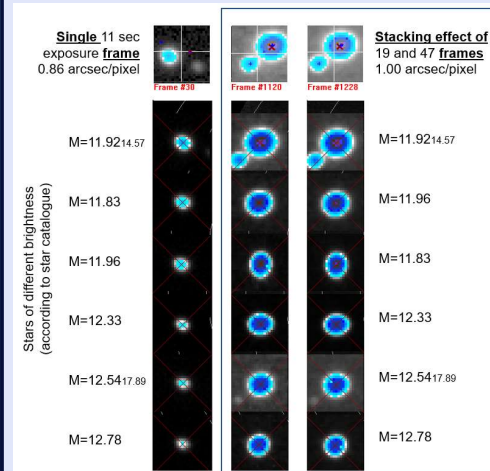 Single 11 sec
exposure frame
0.86 arcsec/pixel
Stacking effect of
19 and 47 frames
1.00 arcsec/pixel
Frame #30
Frame #1120
Frame #1228
Stars of different brightness
(according to star catalogue)
M=11.9214.57
M=11.9214.57
M=11.83
M=11.96
M=11.96
M=11.83
M=12.33
M=12.33
M=12.5417.89
M=12.5417.89
M=12.78
M=12.78